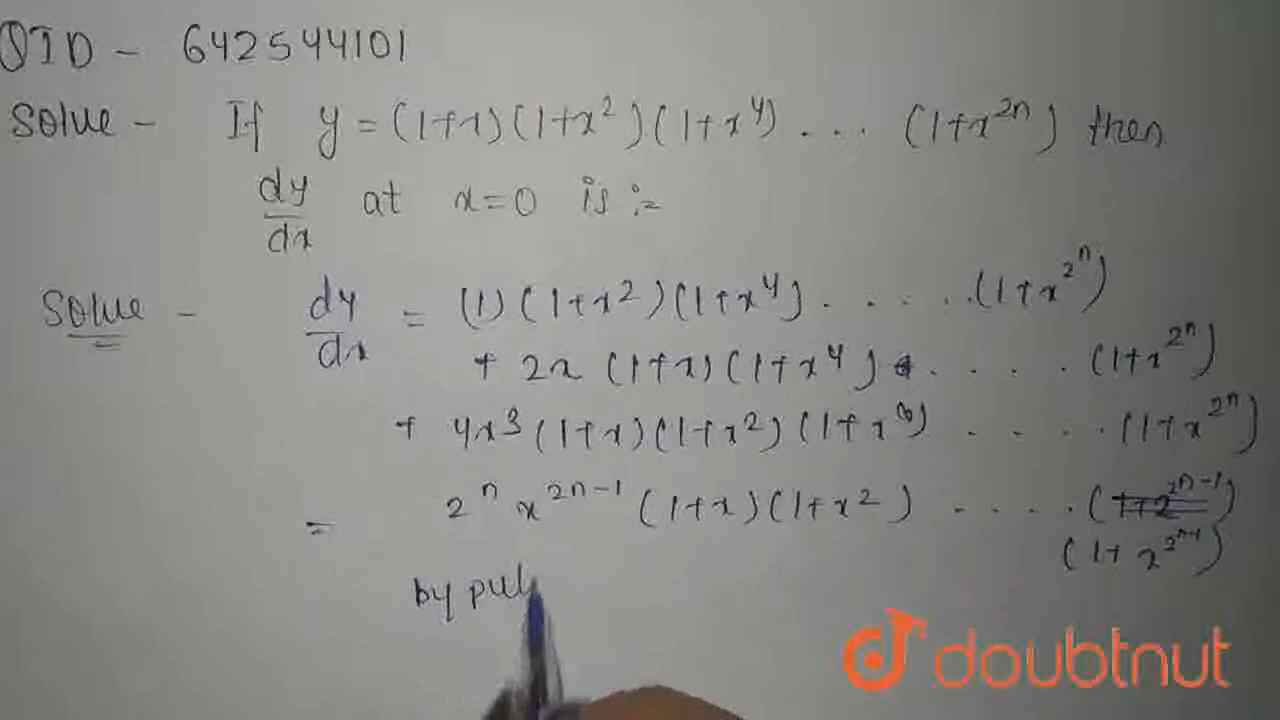 QID - 642544101
Solve - If y = (1+x)(1+x²)(1+x⁴) . . . (1+x²ⁿ) then
dy/dx at x=0 is :-
Solve - dy/dx = (1)(1+x²)(1+x⁴) . . . . . (1+x^2^n)
+ 2x (1+x)(1+x⁴) . . . . . (1+x^2^n)
+ 4x³ (1+x)(1+x²)(1+x⁸) . . . . . (1+x^2^n)
= 2ⁿ x²ⁿ⁻¹ (1+x)(1+x²) . . . . .
(1+x^2^n-1)
by put
doubtnut